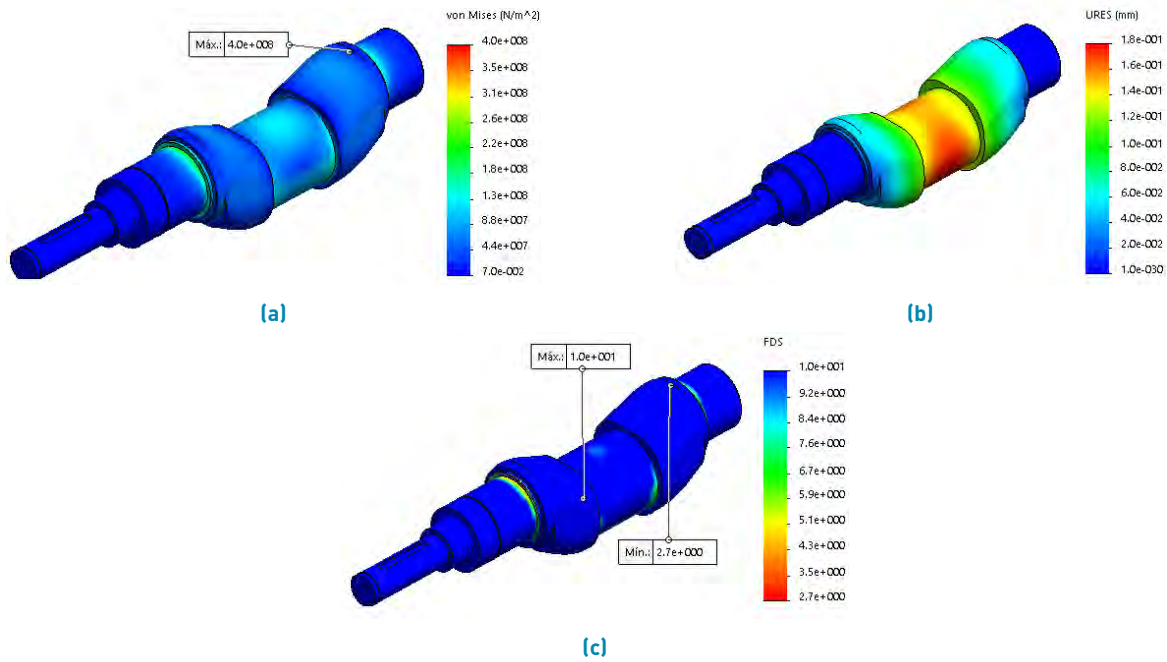 von Mises (N/m^2)
Máx.: 4.0e+008
4.0e+008
3.5e+008
3.1e+008
2.6e+008
2.2e+008
1.8e+008
1.3e+008
8.8e+007
4.4e+007
7.0e-002
(a)
URES (mm)
1.8e-001
1.6e-001
1.4e-001
1.2e-001
1.0e-001
8.0e-002
6.0e-002
4.0e-002
2.0e-002
1.0e-030
(b)
FDS
Máx.: 1.0e+001
Mín.: 2.7e+000
1.0e+001
9.2e+000
8.4e+000
7.6e+000
6.7e+000
5.9e+000
5.1e+000
4.3e+000
3.5e+000
2.7e+000
(c)